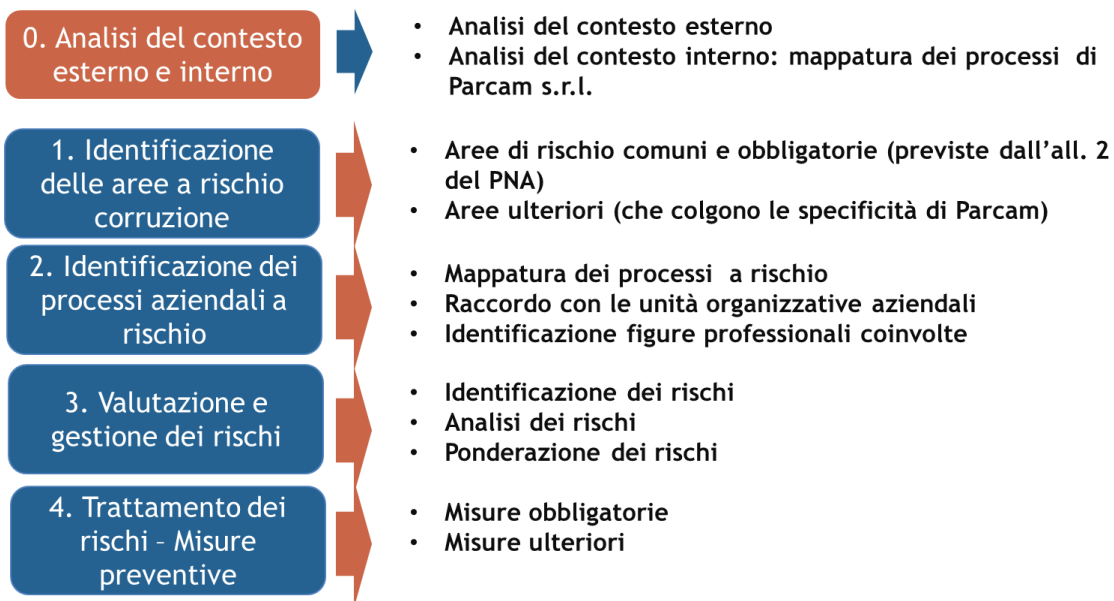 0. Analisi del contesto
esterno e interno
• Analisi del contesto esterno
• Analisi del contesto interno: mappatura dei processi di
Parcam s.r.l.
1. Identificazione
delle aree a rischio
corruzione
• Aree di rischio comuni e obbligatorie (previste dall’all. 2
del PNA)
• Aree ulteriori (che colgono le specificità di Parcam)
2. Identificazione dei
processi aziendali a
rischio
• Mappatura dei processi a rischio
• Raccordo con le unità organizzative aziendali
• Identificazione figure professionali coinvolte
3. Valutazione e
gestione dei rischi
• Identificazione dei rischi
• Analisi dei rischi
• Ponderazione dei rischi
4. Trattamento dei
rischi – Misure
preventive
• Misure obbligatorie
• Misure ulteriori